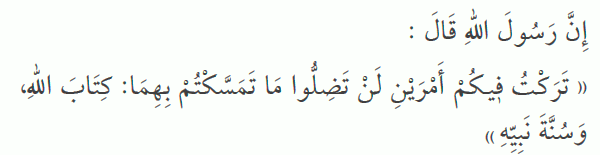 إِنَّ رَسُولَ اللهِ قَالَ :
« تَرَكْتُ فِيكُمْ أَمْرَيْنِ لَنْ تَضِلُّوا مَا تَمَسَّكْتُمْ بِهِمَا: كِتَابَ اللهِ،
وَسُنَّةَ نَبِيِّهِ »